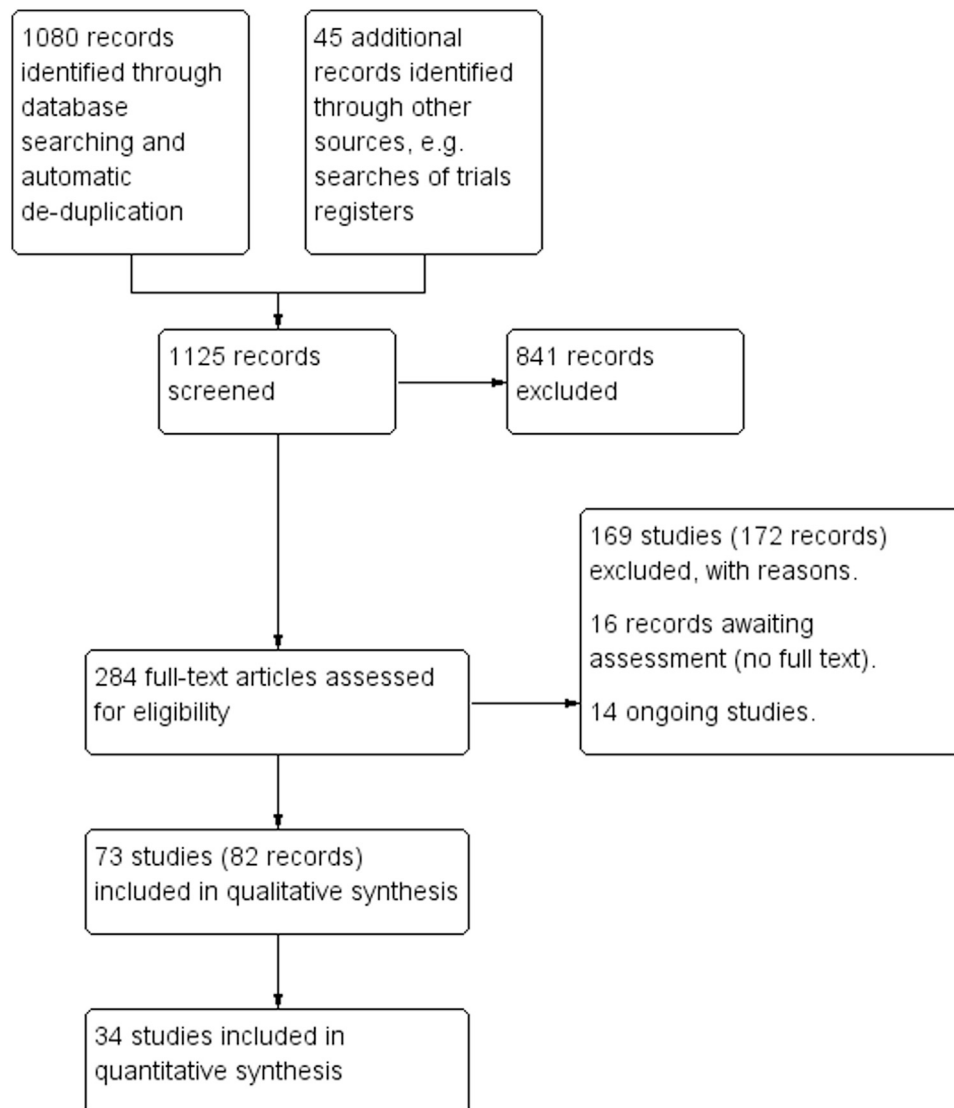 1080 records
identified through
database
searching and
automatic
de-duplication
45 additional
records identified
through other
sources, e.g.
searches of trials
registers
1125 records
screened
841 records
excluded
169 studies (172 records)
excluded, with reasons.
16 records awaiting
assessment (no full text).
14 ongoing studies.
284 full-text articles assessed
for eligibility
73 studies (82 records)
included in qualitative synthesis
34 studies included in
quantitative synthesis